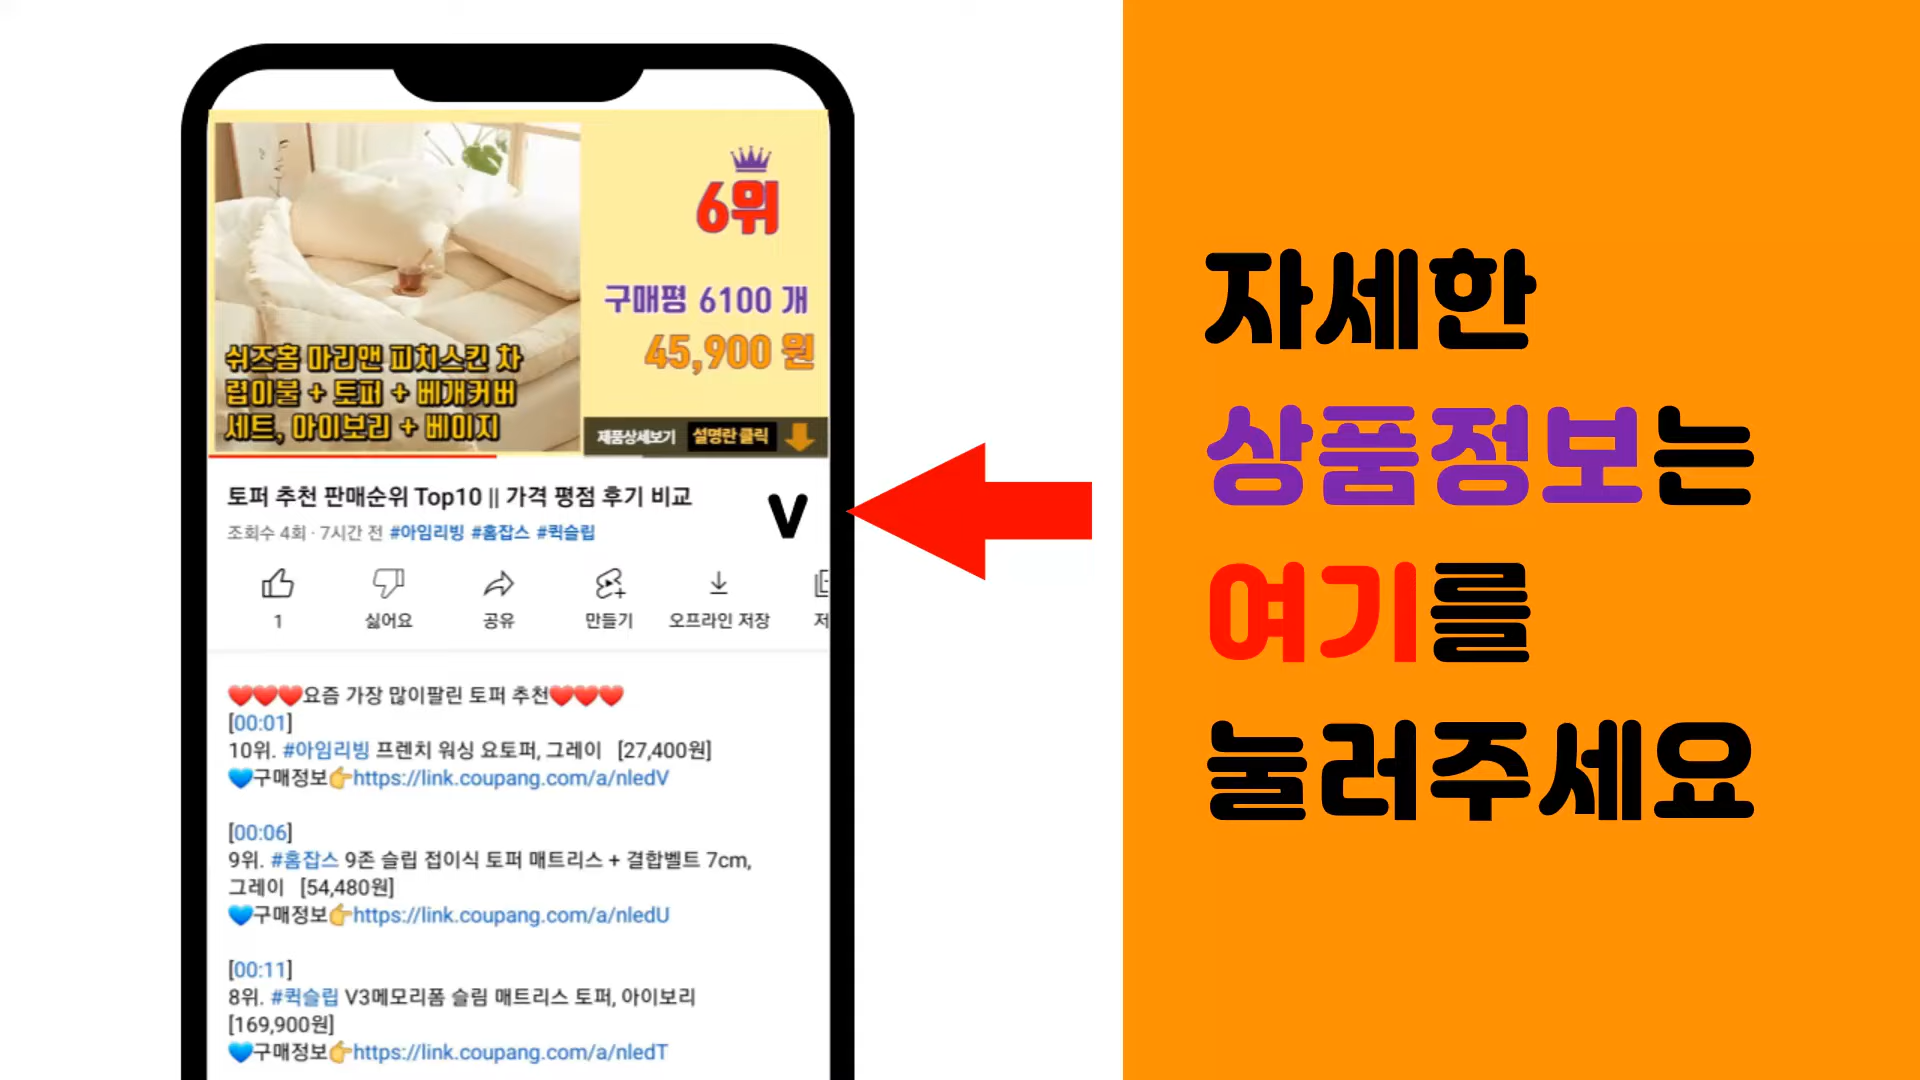 6위
구매평 6100 개
45,900 원
쉬즈홈 마리앤 피치스킨 차
렵이불 + 토퍼 + 베개커버
세트, 아이보리 + 베이지
제품상세보기 설명란 클릭
토퍼 추천 판매순위 Top10 || 가격 평점 후기 비교
V
조회수 4회 · 7시간 전 #아임리빙 #홈잡스 #퀵슬립
1 싫어요 공유 만들기 오프라인 저장 저
❤️❤️❤️요즘 가장 많이팔린 토퍼 추천❤️❤️❤️
[00:01]
10위. #아임리빙 프렌치 워싱 요토퍼, 그레이 [27,400원]
💙구매정보👉https://link.coupang.com/a/nledV
[00:06]
9위. #홈잡스 9존 슬립 접이식 토퍼 매트리스 + 결합벨트 7cm,
그레이 [54,480원]
💙구매정보👉https://link.coupang.com/a/nledU
[00:11]
8위. #퀵슬립 V3메모리폼 슬림 매트리스 토퍼, 아이보리
[169,900원]
💙구매정보👉https://link.coupang.com/a/nledT
자세한
상품정보는
여기를
눌러주세요